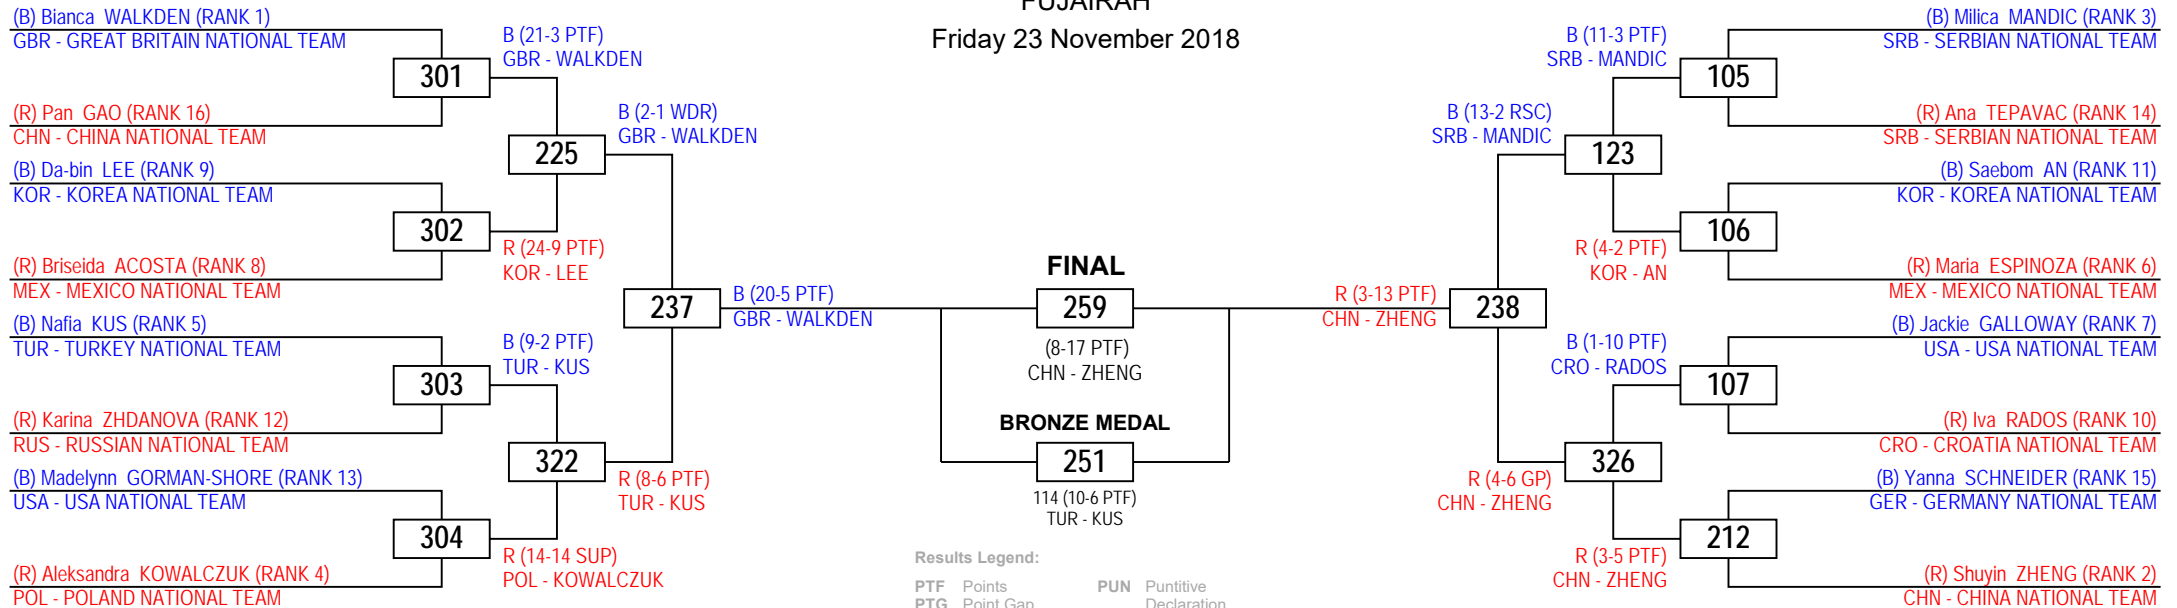 FUJAIRAH
Friday 23 November 2018
(B) Bianca WALKDEN (RANK 1)
GBR - GREAT BRITAIN NATIONAL TEAM
301
(R) Pan GAO (RANK 16)
CHN - CHINA NATIONAL TEAM
B (21-3 PTF)
GBR - WALKDEN
225
B (2-1 WDR)
GBR - WALKDEN
(B) Da-bin LEE (RANK 9)
KOR - KOREA NATIONAL TEAM
302
(R) Briseida ACOSTA (RANK 8)
MEX - MEXICO NATIONAL TEAM
R (24-9 PTF)
KOR - LEE
237
B (20-5 PTF)
GBR - WALKDEN
(B) Nafia KUS (RANK 5)
TUR - TURKEY NATIONAL TEAM
303
(R) Karina ZHDANOVA (RANK 12)
RUS - RUSSIAN NATIONAL TEAM
B (9-2 PTF)
TUR - KUS
322
R (8-6 PTF)
TUR - KUS
(B) Madelynn GORMAN-SHORE (RANK 13)
USA - USA NATIONAL TEAM
304
(R) Aleksandra KOWALCZUK (RANK 4)
POL - POLAND NATIONAL TEAM
R (14-14 SUP)
POL - KOWALCZUK
FINAL
259
(8-17 PTF)
CHN - ZHENG
BRONZE MEDAL
251
114 (10-6 PTF)
TUR - KUS
Results Legend:
PTF Points PUN Puntitive
PTG Point Gap Declaration
(B) Milica MANDIC (RANK 3)
SRB - SERBIAN NATIONAL TEAM
B (11-3 PTF)
SRB - MANDIC
105
(R) Ana TEPAVAC (RANK 14)
SRB - SERBIAN NATIONAL TEAM
B (13-2 RSC)
SRB - MANDIC
123
(B) Saebom AN (RANK 11)
KOR - KOREA NATIONAL TEAM
106
R (4-2 PTF)
KOR - AN
(R) Maria ESPINOZA (RANK 6)
MEX - MEXICO NATIONAL TEAM
R (3-13 PTF)
CHN - ZHENG
238
(B) Jackie GALLOWAY (RANK 7)
USA - USA NATIONAL TEAM
B (1-10 PTF)
CRO - RADOS
107
(R) Iva RADOS (RANK 10)
CRO - CROATIA NATIONAL TEAM
R (4-6 GP)
CHN - ZHENG
326
(B) Yanna SCHNEIDER (RANK 15)
GER - GERMANY NATIONAL TEAM
212
R (3-5 PTF)
CHN - ZHENG
(R) Shuyin ZHENG (RANK 2)
CHN - CHINA NATIONAL TEAM